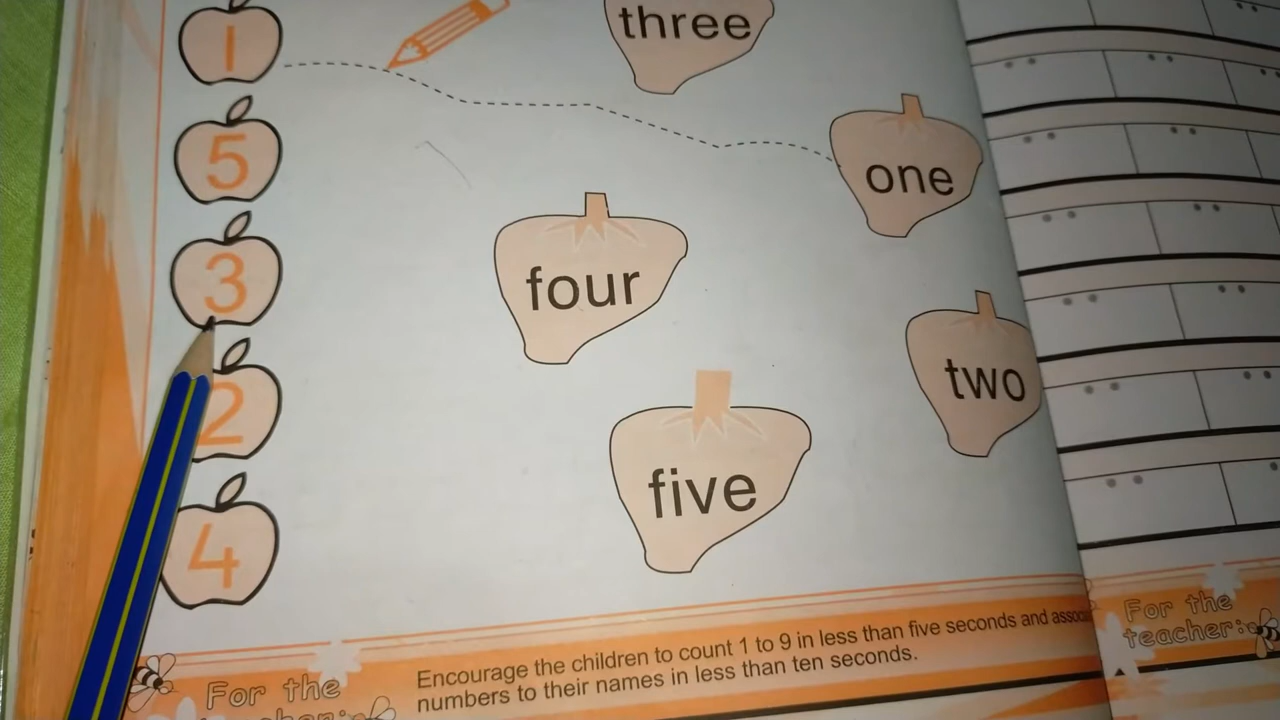 1
three
5
one
3
four
2
two
five
4
For the
Encourage the children to count 1 to 9 in less than five seconds and
numbers to their names in less than ten seconds.
For the
teacher: